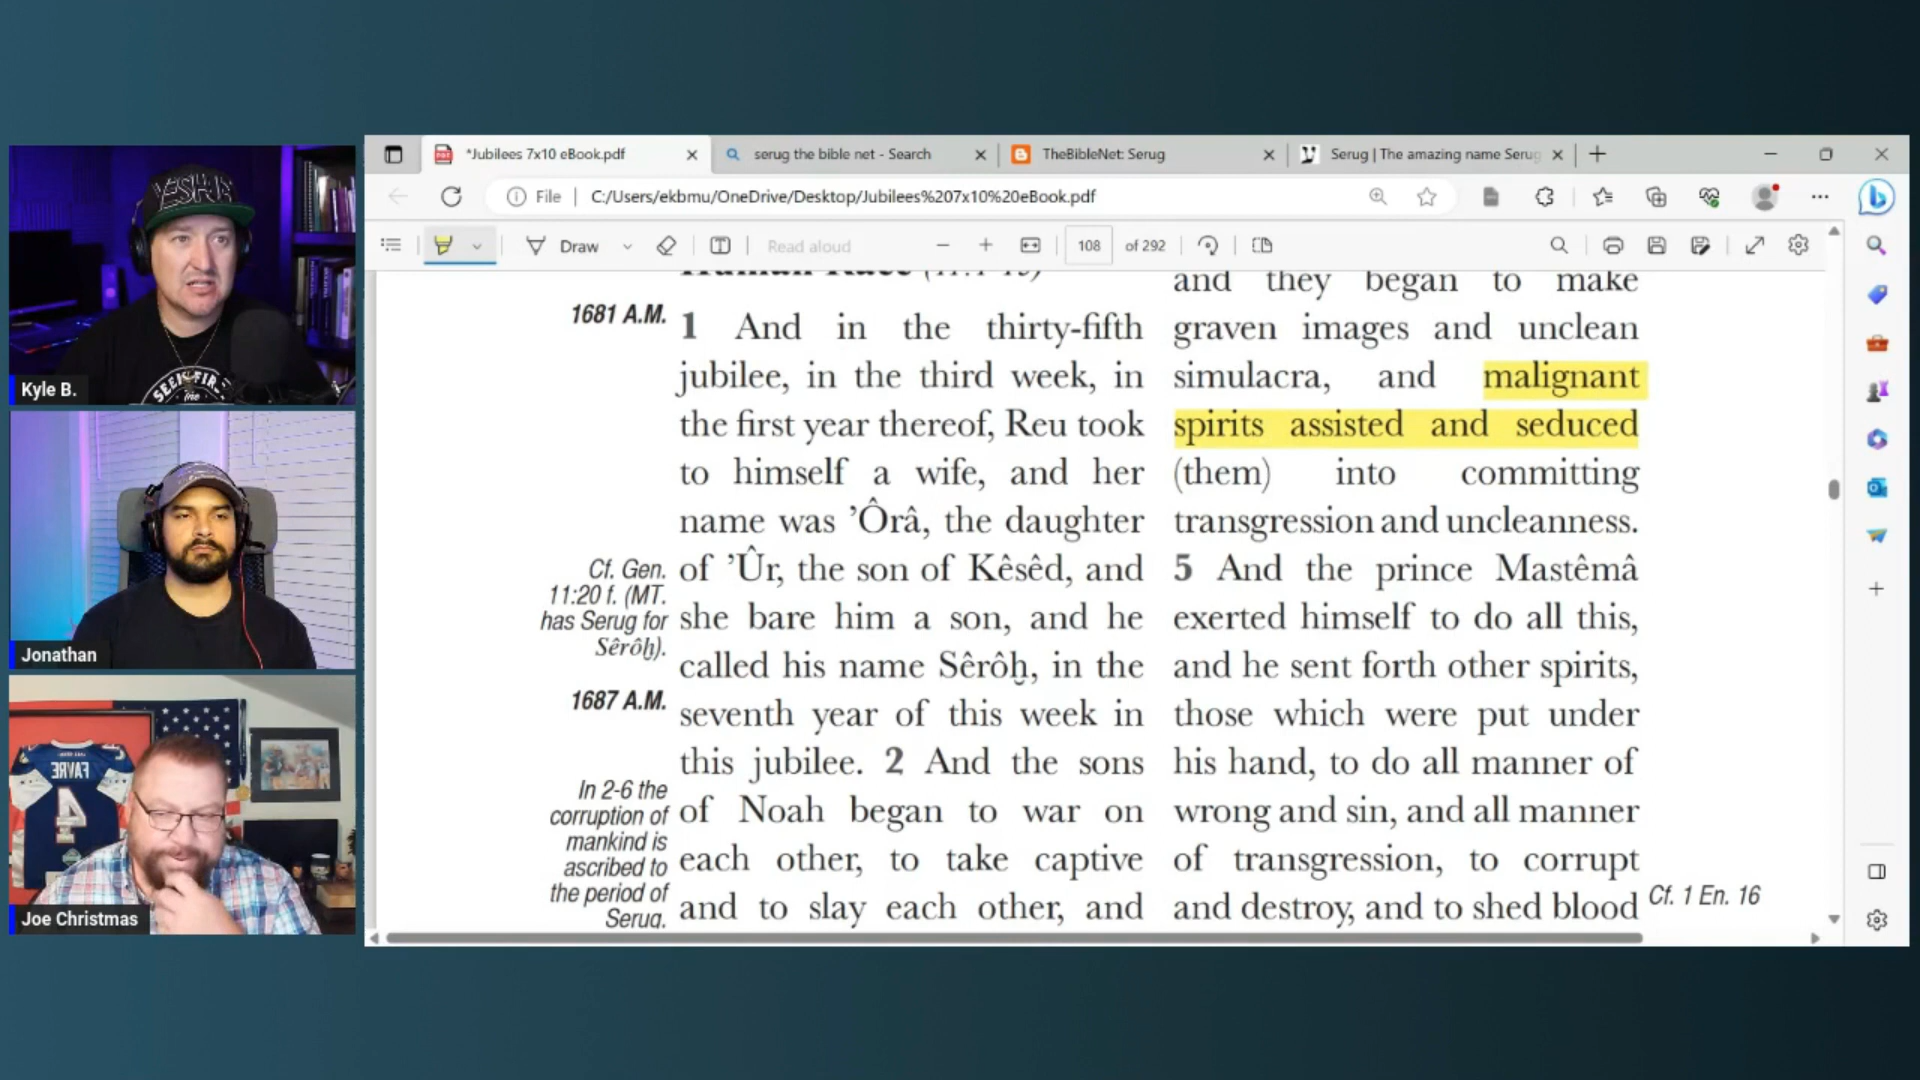 Kyle B.
Jonathan
Joe Christmas
FAVRE
4
*Jubilees 7x10 eBook.pdf
serug the bible net - Search
TheBibleNet: Serug
Serug | The amazing name Serug
File
C:/Users/ekbmu/OneDrive/Desktop/Jubilees%207x10%20eBook.pdf
Draw
Read aloud
108
of 292
Human Race (11:1-13)
1681 A.M.
1 And in the thirty-fifth
jubilee, in the third week, in
the first year thereof, Reu took
to himself a wife, and her
name was ’Ôrâ, the daughter
of ’Ûr, the son of Kêsêd, and
she bare him a son, and he
called his name Sêrôḫ, in the
seventh year of this week in
this jubilee. 2 And the sons
of Noah began to war on
each other, to take captive
and to slay each other, and
Cf. Gen.
11:20 f. (MT.
has Serug for
Sêrôḫ).
1687 A.M.
In 2-6 the
corruption of
mankind is
ascribed to
the period of
Serug.
and they began to make
graven images and unclean
simulacra, and malignant
spirits assisted and seduced
(them) into committing
transgression and uncleanness.
5 And the prince Mastêmâ
exerted himself to do all this,
and he sent forth other spirits,
those which were put under
his hand, to do all manner of
wrong and sin, and all manner
of transgression, to corrupt
and destroy, and to shed blood
Cf. 1 En. 16